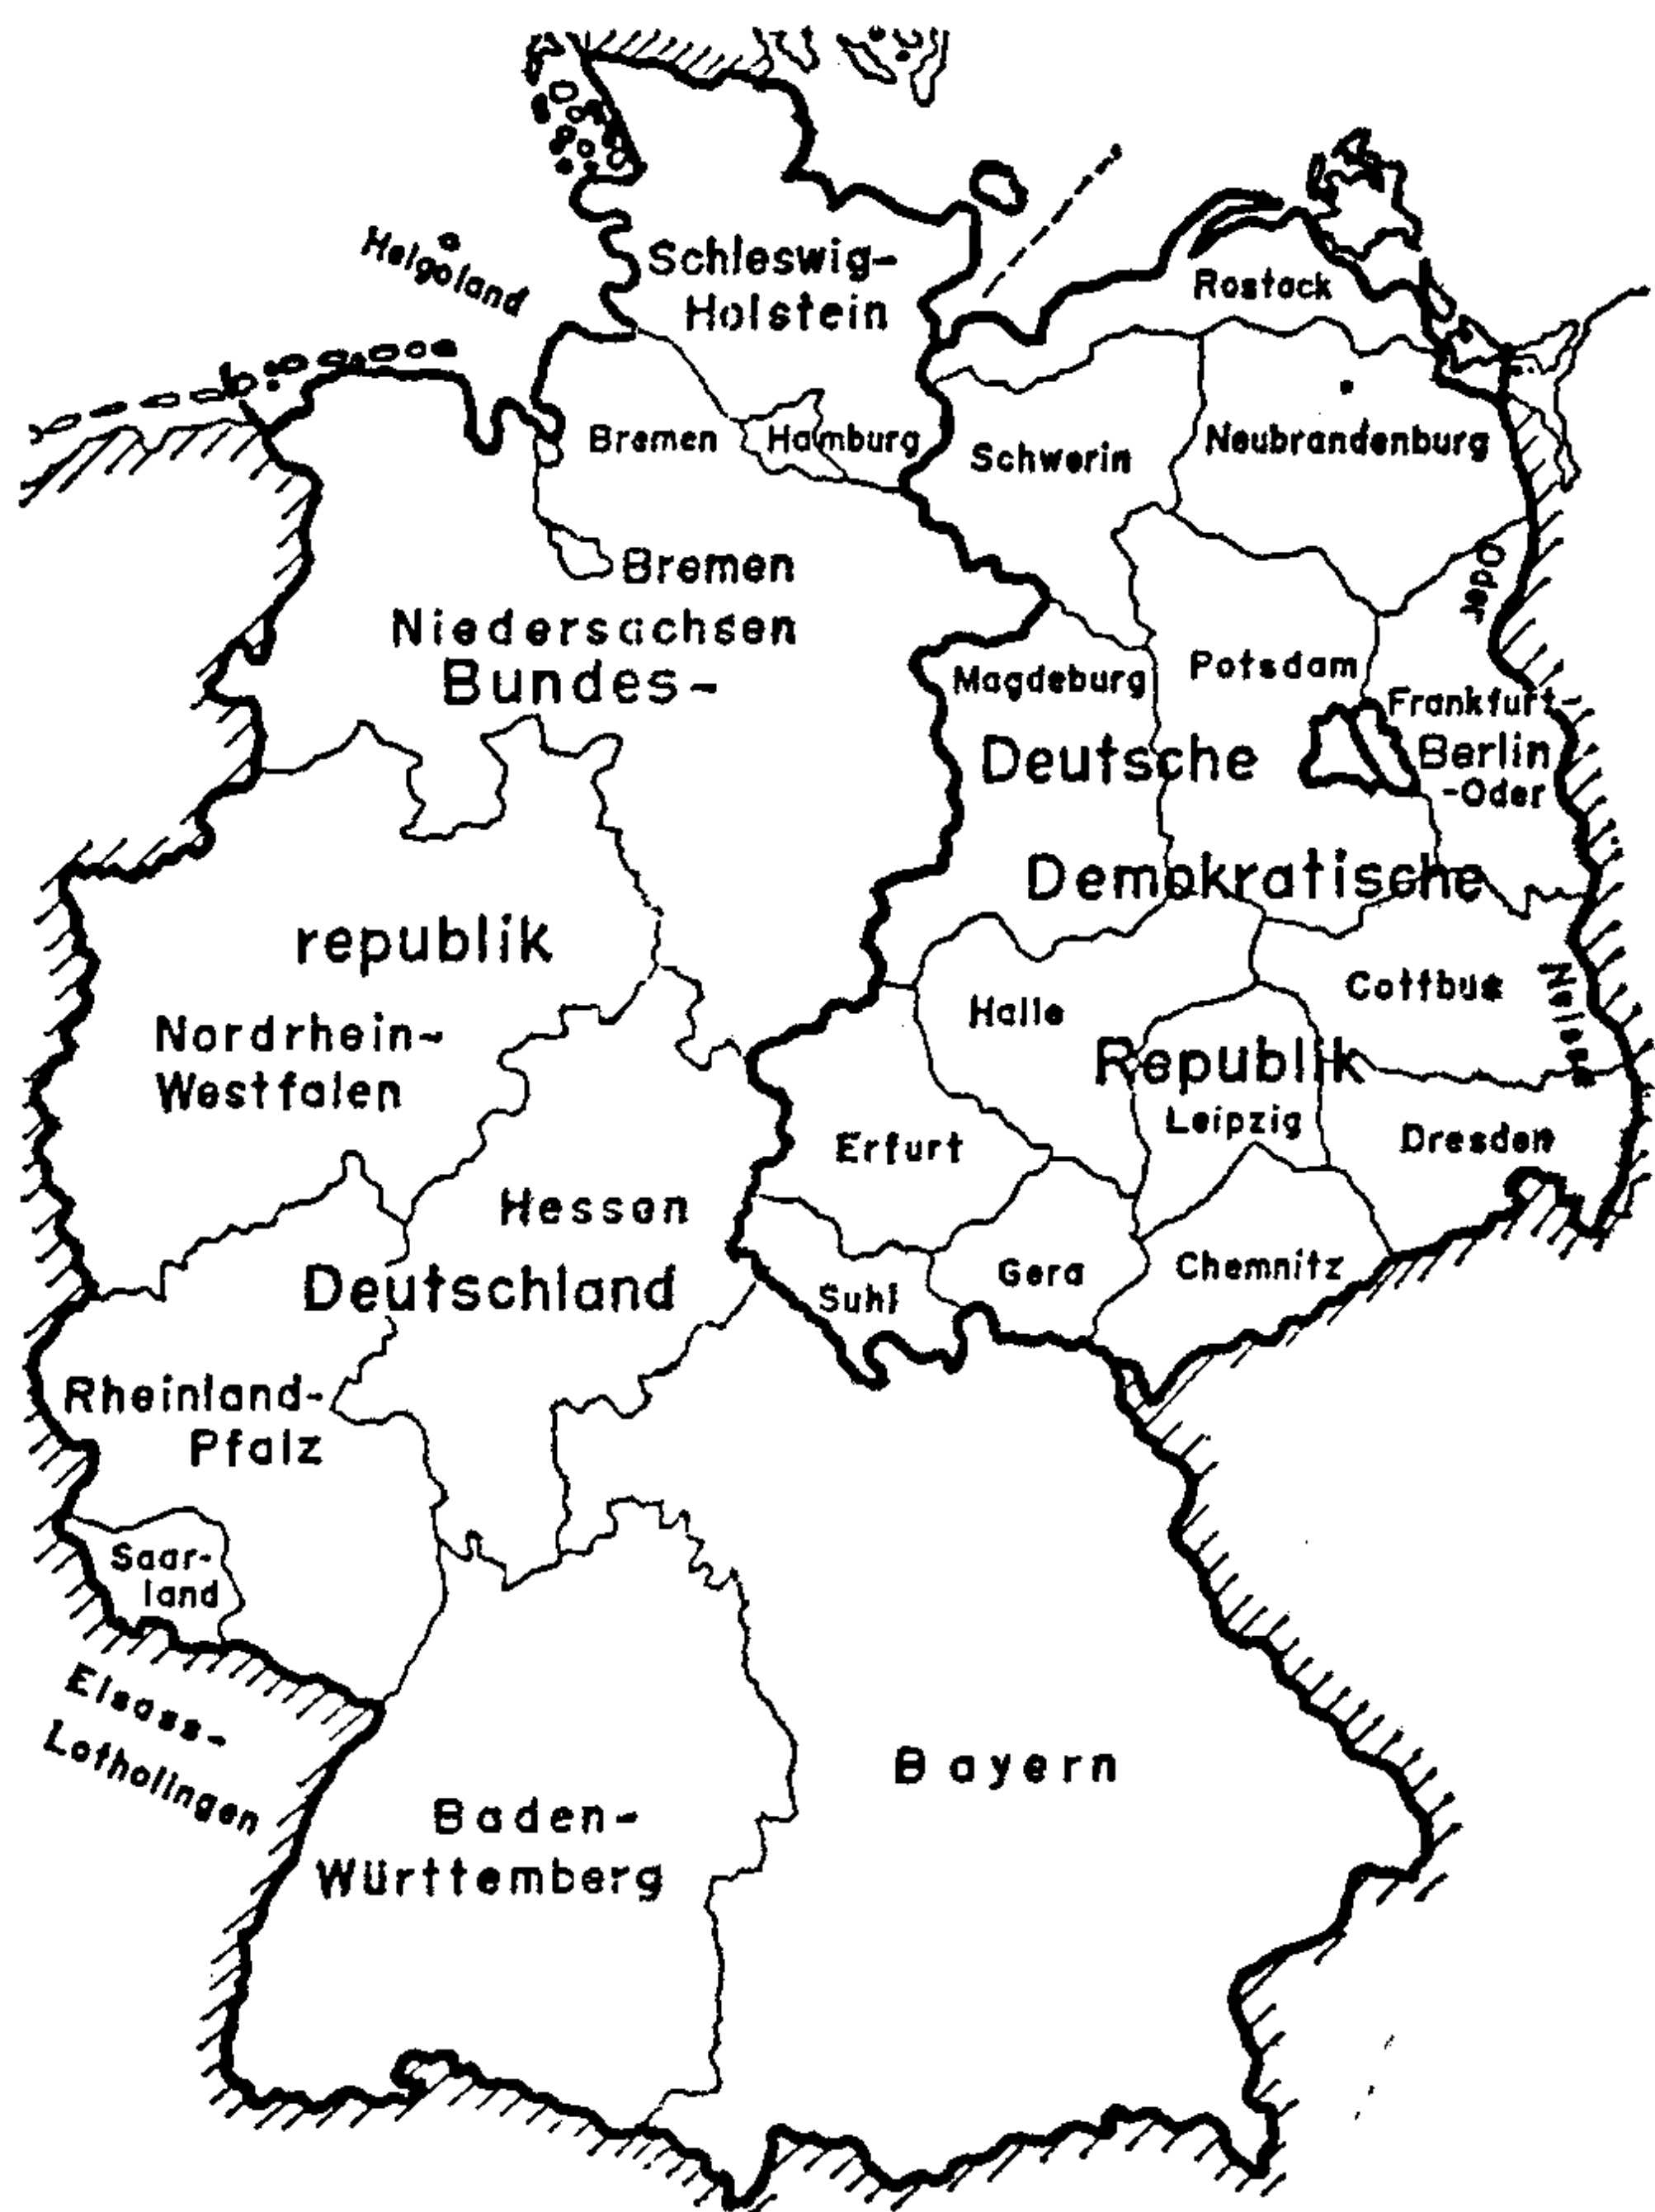 Helgoland
Schleswig-
Holstein
Rostock
Bremen
Hamburg
Schwerin
Neubrandenburg
Bremen
Oder
Niedersachsen
Bundes-
Magdeburg
Potsdam
Frankfurt-
Deutsche
Berlin
-Oder
Demokratische
republik
Cottbus
Halle
Nordrhein-
Westfalen
Republik
Leipzig
Erfurt
Dresden
Hessen
Deutschland
Suhl
Gera
Chemnitz
Rheinland-
Pfalz
Saar-
land
Elsass-
Lotholingen
Bayern
Baden-
Württemberg